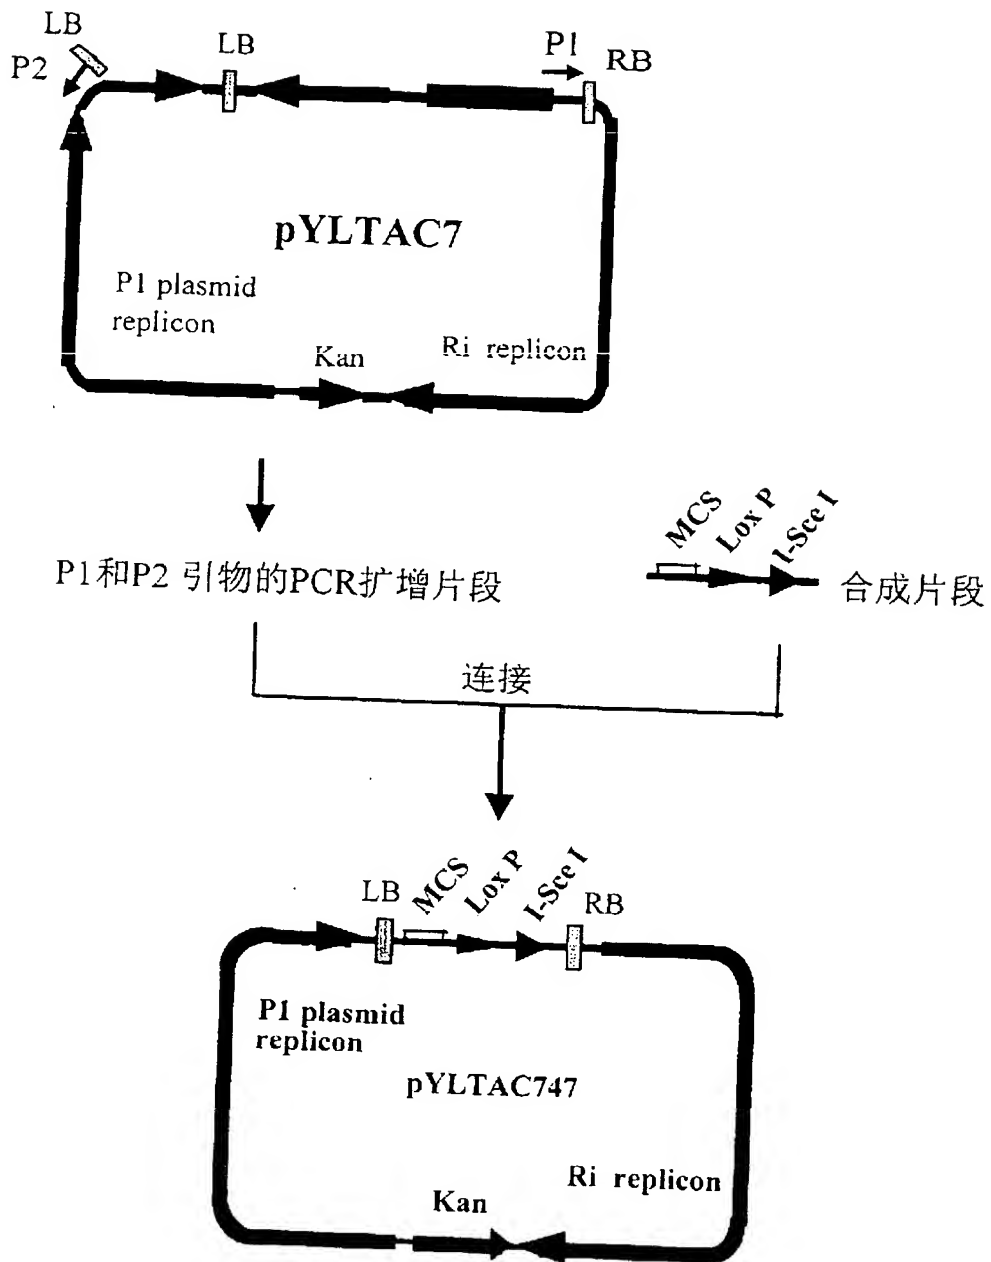 LB
P2
LB
P1
RB
pYLTAC7
P1 plasmid
replicon
Kan
Ri replicon
MCS
Lox P
I-Sce I
P1和P2 引物的PCR扩增片段
合成片段
连接
LB
MCS
Lox P
I-Sce I
RB
P1 plasmid
replicon
pYLTAC747
Ri replicon
Kan